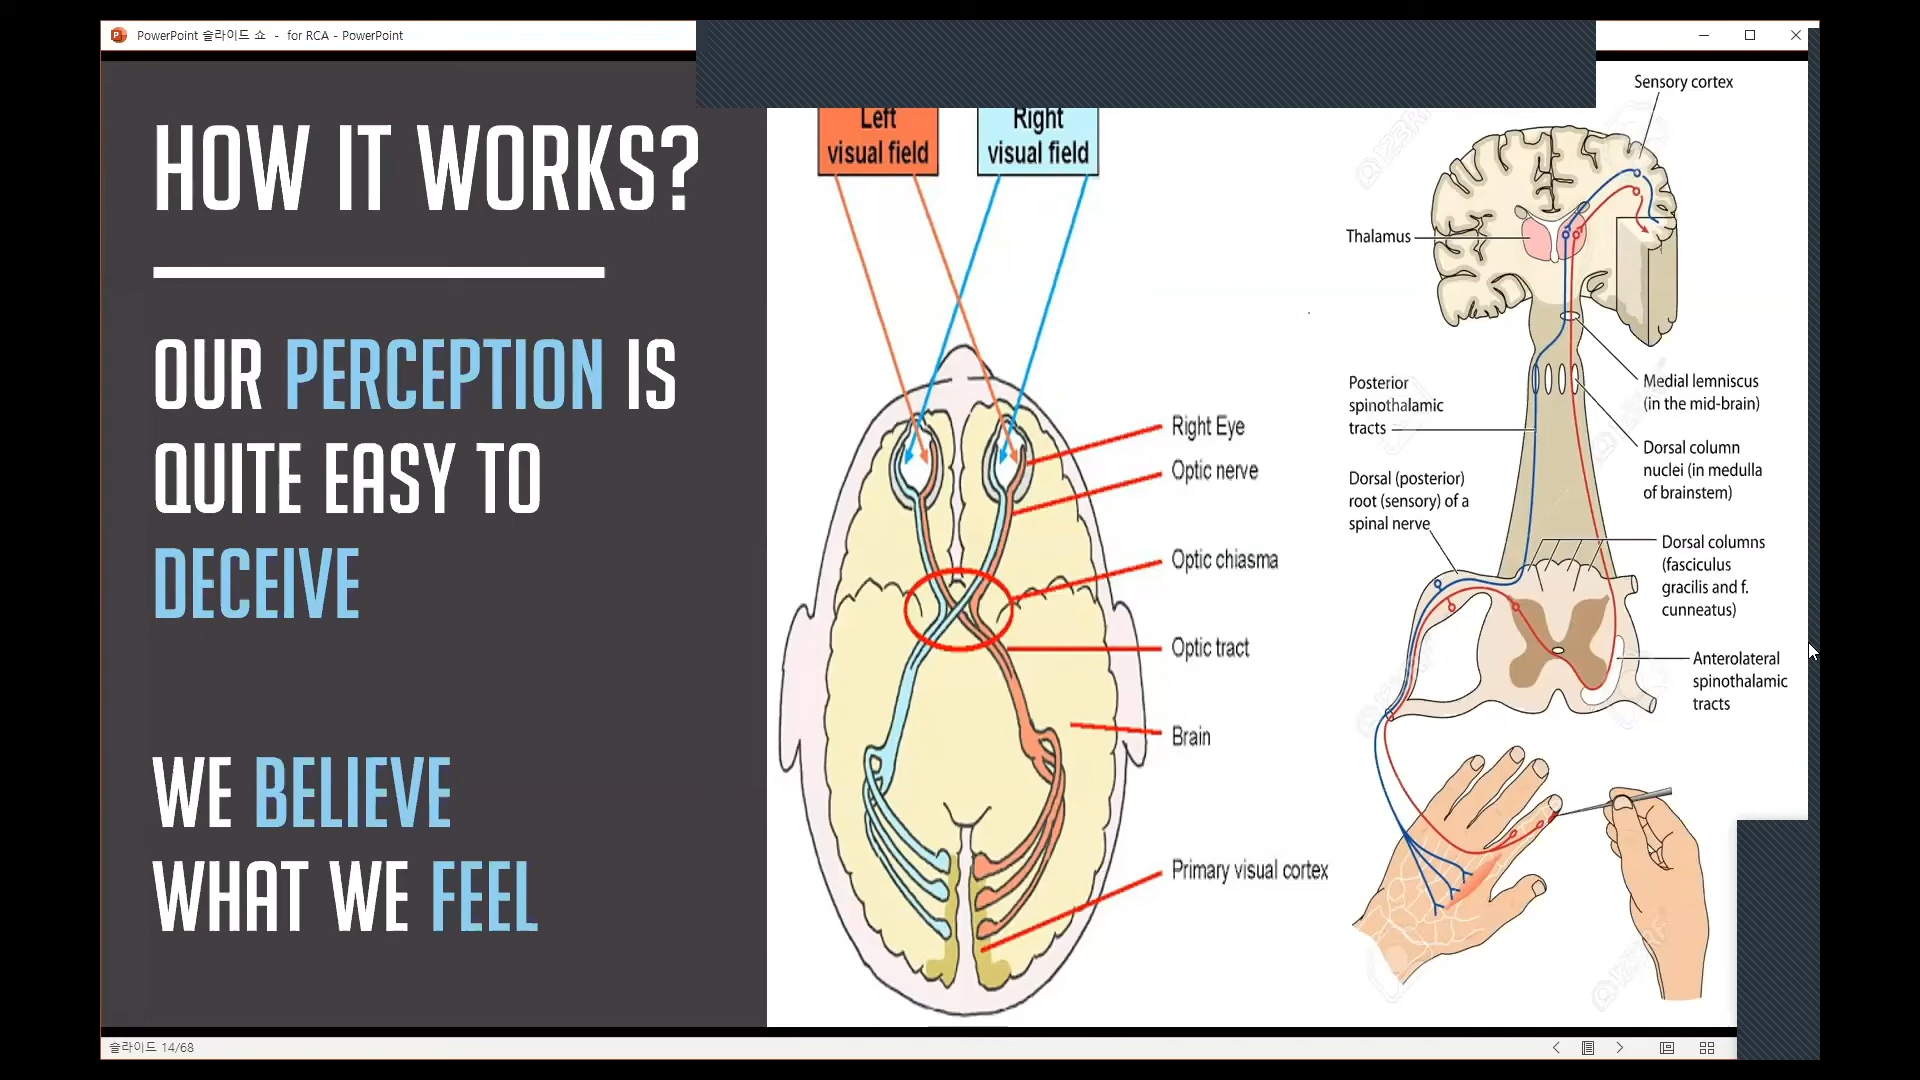 PowerPoint 슬라이드 쇼 - for RCA - PowerPoint
HOW IT WORKS?
OUR PERCEPTION IS
QUITE EASY TO
DECEIVE
WE BELIEVE
WHAT WE FEEL
Left
visual field
Right
visual field
Right Eye
Optic nerve
Optic chiasma
Optic tract
Brain
Primary visual cortex
Sensory cortex
Thalamus
Posterior
spinothalamic
tracts
Medial lemniscus
(in the mid-brain)
Dorsal column
nuclei (in medulla
of brainstem)
Dorsal (posterior)
root (sensory) of a
spinal nerve
Dorsal columns
(fasciculus
gracilis and f.
cunneatus)
Anterolateral
spinothalamic
tracts
슬라이드 14/68